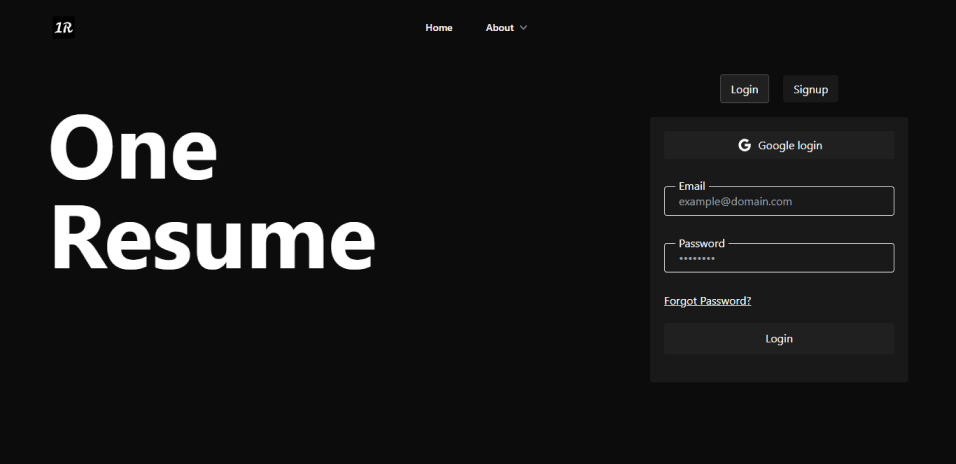 1R
Home
About
Login
Signup
One
Resume
Google login
Email
example@domain.com
Password
••••••••
Forgot Password?
Login